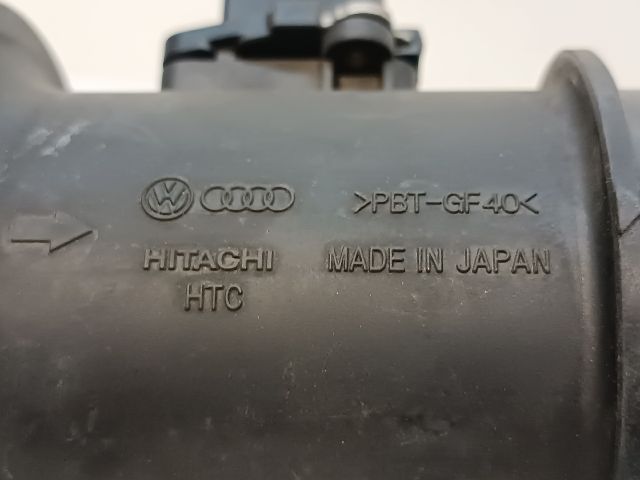 >PBT-GF40<
HITACHI MADE IN JAPAN
HTC